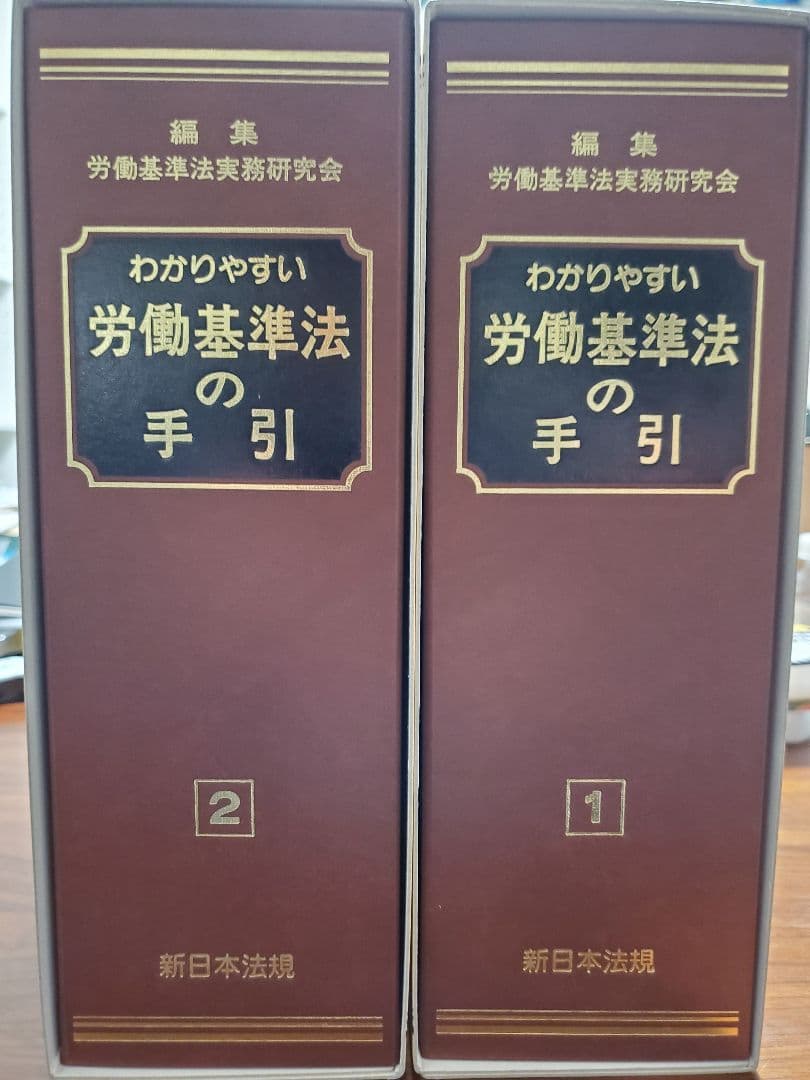 編集
労働基準法実務研究会
わかりやすい
労働基準法
の
手引
2
新日本法規
編集
労働基準法実務研究会
わかりやすい
労働基準法
の
手引
1
新日本法規